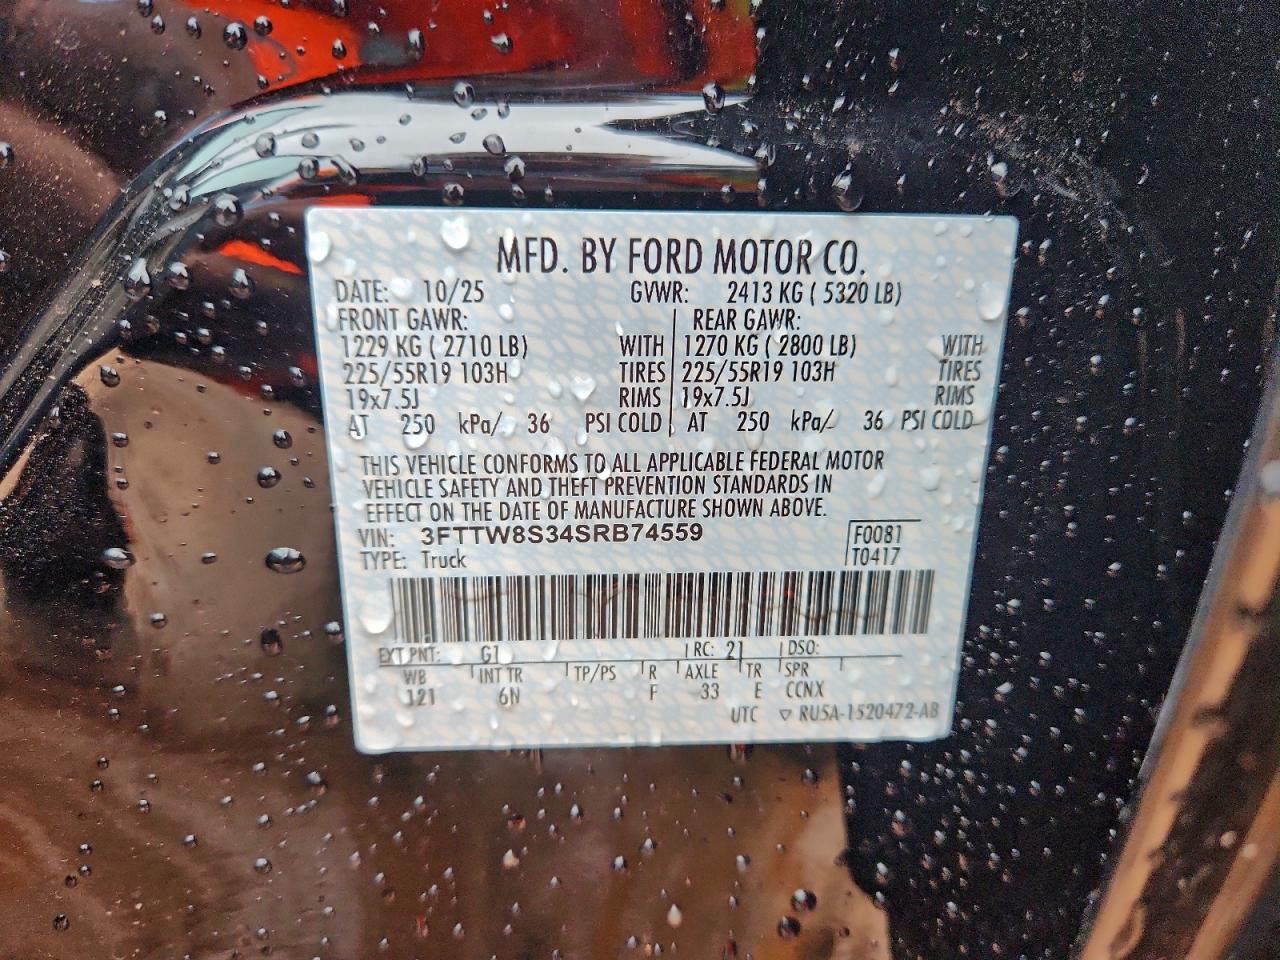 MFD. BY FORD MOTOR CO.
DATE: 10/25 GVWR: 2413 KG ( 5320 LB)
FRONT GAWR: REAR GAWR:
1229 KG ( 2710 LB) WITH 1270 KG ( 2800 LB) WITH
225/55R19 103H TIRES 225/55R19 103H TIRES
19x7.5J RIMS 19x7.5J RIMS
AT 250 kPa/ 36 PSI COLD AT 250 kPa/ 36 PSI COLD
THIS VEHICLE CONFORMS TO ALL APPLICABLE FEDERAL MOTOR
VEHICLE SAFETY AND THEFT PREVENTION STANDARDS IN
EFFECT ON THE DATE OF MANUFACTURE SHOWN ABOVE.
VIN: 3FTTW8S34SRB74559 F0081
TYPE: Truck T0417
EXT PNT: G1 RC: 21 DSO:
WB INT TR TP/PS R AXLE TR SPR
121 6N F 33 E CCNX
UTC ▽ RU5A-1520472-AB